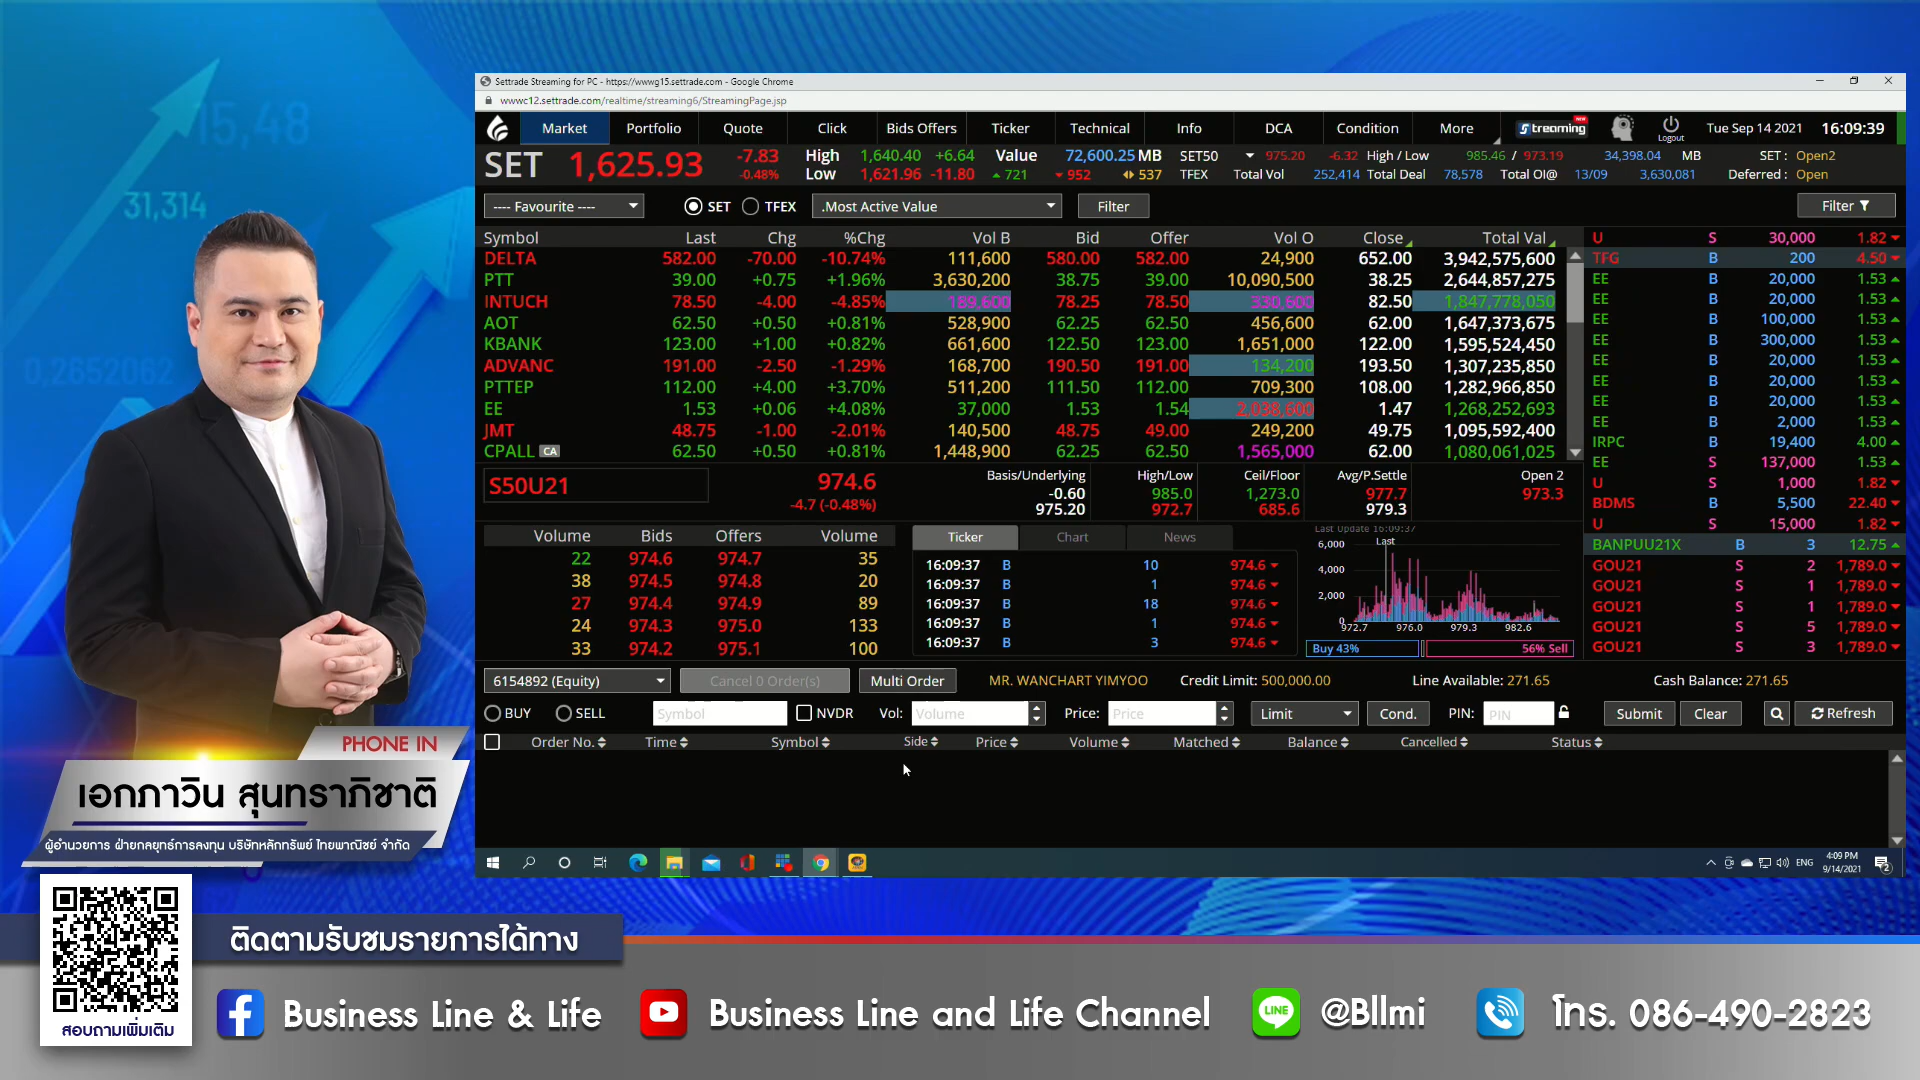 15,48
31,314
0,2652062
Settrade Streaming for PC - https://wwwg15.settrade.com - Google Chrome
wwwc12.settrade.com/realtime/streaming6/StreamingPage.jsp
Market Portfolio Quote Click Bids Offers Ticker Technical Info DCA Condition More Streaming NEW Logout Tue Sep 14 2021 16:09:39
SET 1,625.93 -7.83 -0.48% High 1,640.40 +6.64 Value 72,600.25 MB SET50 975.20 -6.32 High / Low 985.46 / 973.19 34,398.04 MB SET : Open2
Low 1,621.96 -11.80 721 952 537 TFEX Total Vol 252,414 Total Deal 78,578 Total OI@ 13/09 3,630,081 Deferred : Open
---- Favourite ---- SET TFEX .Most Active Value Filter Filter
Symbol Last Chg %Chg Vol B Bid Offer Vol O Close Total Val
DELTA 582.00 -70.00 -10.74% 111,600 580.00 582.00 24,900 652.00 3,942,575,600
PTT 39.00 +0.75 +1.96% 3,630,200 38.75 39.00 10,090,500 38.25 2,644,857,275
INTUCH 78.50 -4.00 -4.85% 189,600 78.25 78.50 330,600 82.50 1,847,778,050
AOT 62.50 +0.50 +0.81% 528,900 62.25 62.50 456,600 62.00 1,647,373,675
KBANK 123.00 +1.00 +0.82% 661,600 122.50 123.00 1,651,000 122.00 1,595,524,450
ADVANC 191.00 -2.50 -1.29% 168,700 190.50 191.00 134,200 193.50 1,307,235,850
PTTEP 112.00 +4.00 +3.70% 511,200 111.50 112.00 709,300 108.00 1,282,966,850
EE 1.53 +0.06 +4.08% 37,000 1.53 1.54 2,038,600 1.47 1,268,252,693
JMT 48.75 -1.00 -2.01% 140,500 48.75 49.00 249,200 49.75 1,095,592,400
CPALL CA 62.50 +0.50 +0.81% 1,448,900 62.25 62.50 1,565,000 62.00 1,080,061,025
U S 30,000 1.82
TFG B 200 4.50
EE B 20,000 1.53
EE B 20,000 1.53
EE B 100,000 1.53
EE B 300,000 1.53
EE B 20,000 1.53
EE B 20,000 1.53
EE B 20,000 1.53
EE B 2,000 1.53
IRPC B 19,400 4.00
EE S 137,000 1.53
U S 1,000 1.82
BDMS B 5,500 22.40
U S 15,000 1.82
BANPUU21X B 3 12.75
GOU21 S 2 1,789.0
GOU21 S 1 1,789.0
GOU21 S 1 1,789.0
GOU21 S 5 1,789.0
GOU21 S 3 1,789.0
S50U21 974.6 -4.7 (-0.48%)
Basis/Underlying High/Low Ceil/Floor Avg/P.Settle Open 2
-0.60 985.0 1,273.0 977.7 973.3
975.20 972.7 685.6 979.3
Volume Bids Offers Volume
22 974.6 974.7 35
38 974.5 974.8 20
27 974.4 974.9 89
24 974.3 975.0 133
33 974.2 975.1 100
Ticker Chart News
16:09:37 B 10 974.6
16:09:37 B 1 974.6
16:09:37 B 18 974.6
16:09:37 B 1 974.6
16:09:37 B 3 974.6
Last Update 16:09:37
Last
6,000
4,000
2,000
0
972.7 976.0 979.3 982.6
Buy 43% 56% Sell
6154892 (Equity) Cancel 0 Order(s) Multi Order MR. WANCHART YIMYOO Credit Limit: 500,000.00 Line Available: 271.65 Cash Balance: 271.65
BUY SELL Symbol NVDR Vol: Volume Price: Price Limit Cond. PIN: PIN Submit Clear Refresh
Order No. Time Symbol Side Price Volume Matched Balance Cancelled Status
ENG 4:09 PM
9/14/2021
2
PHONE IN
เอกภาวิน สุนทราภิชาติ
ผู้อำนวยการ ฝ่ายกลยุทธ์การลงทุน บริษัทหลักทรัพย์ ไทยพาณิชย์ จำกัด
สอบถามเพิ่มเติม
ติดตามรับชมรายการได้ทาง
Business Line & Life
Business Line and Life Channel
LINE @Bllmi
โทร. 086-490-2823